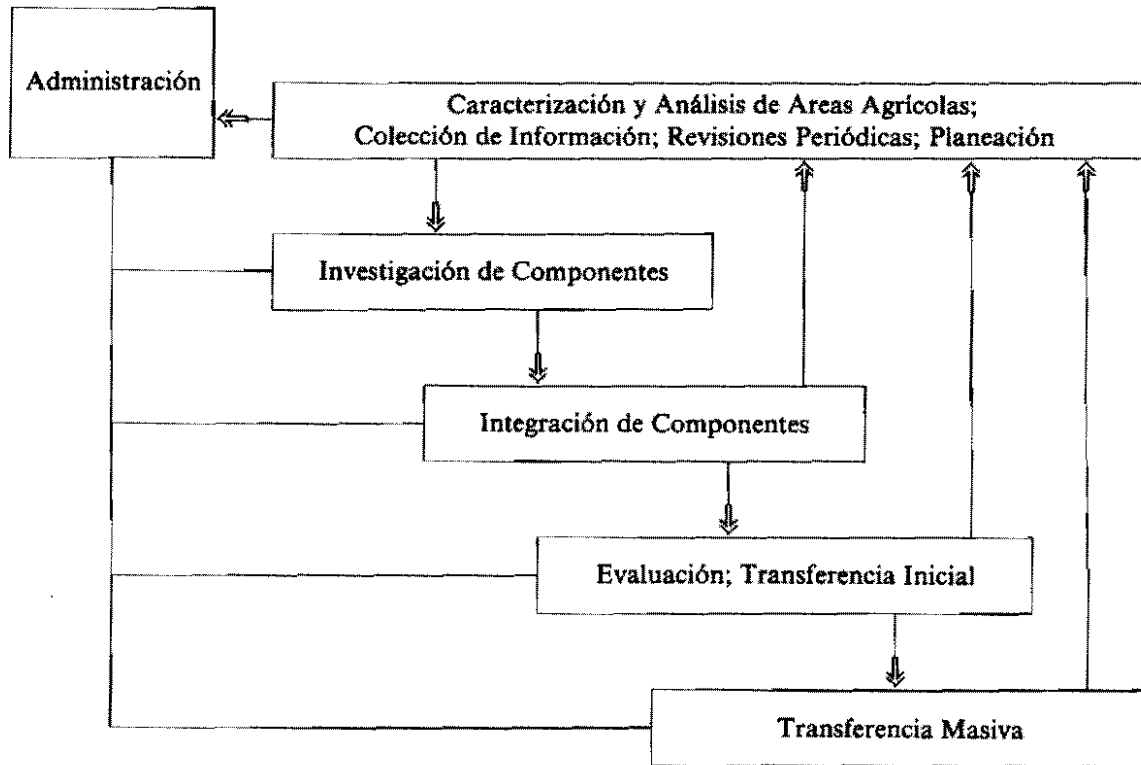 Administración
Caracterización y Análisis de Areas Agrícolas;
Colección de Información; Revisiones Periódicas; Planeación
Investigación de Componentes
Integración de Componentes
Evaluación; Transferencia Inicial
Transferencia Masiva